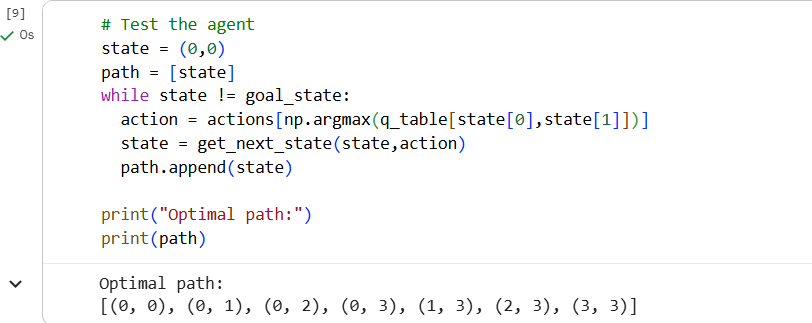 [9]
0s
# Test the agent
state = (0,0)
path = [state]
while state != goal_state:
  action = actions[np.argmax(q_table[state[0],state[1]])]
  state = get_next_state(state,action)
  path.append(state)

print("Optimal path:")
print(path)
Optimal path:
[(0, 0), (0, 1), (0, 2), (0, 3), (1, 3), (2, 3), (3, 3)]